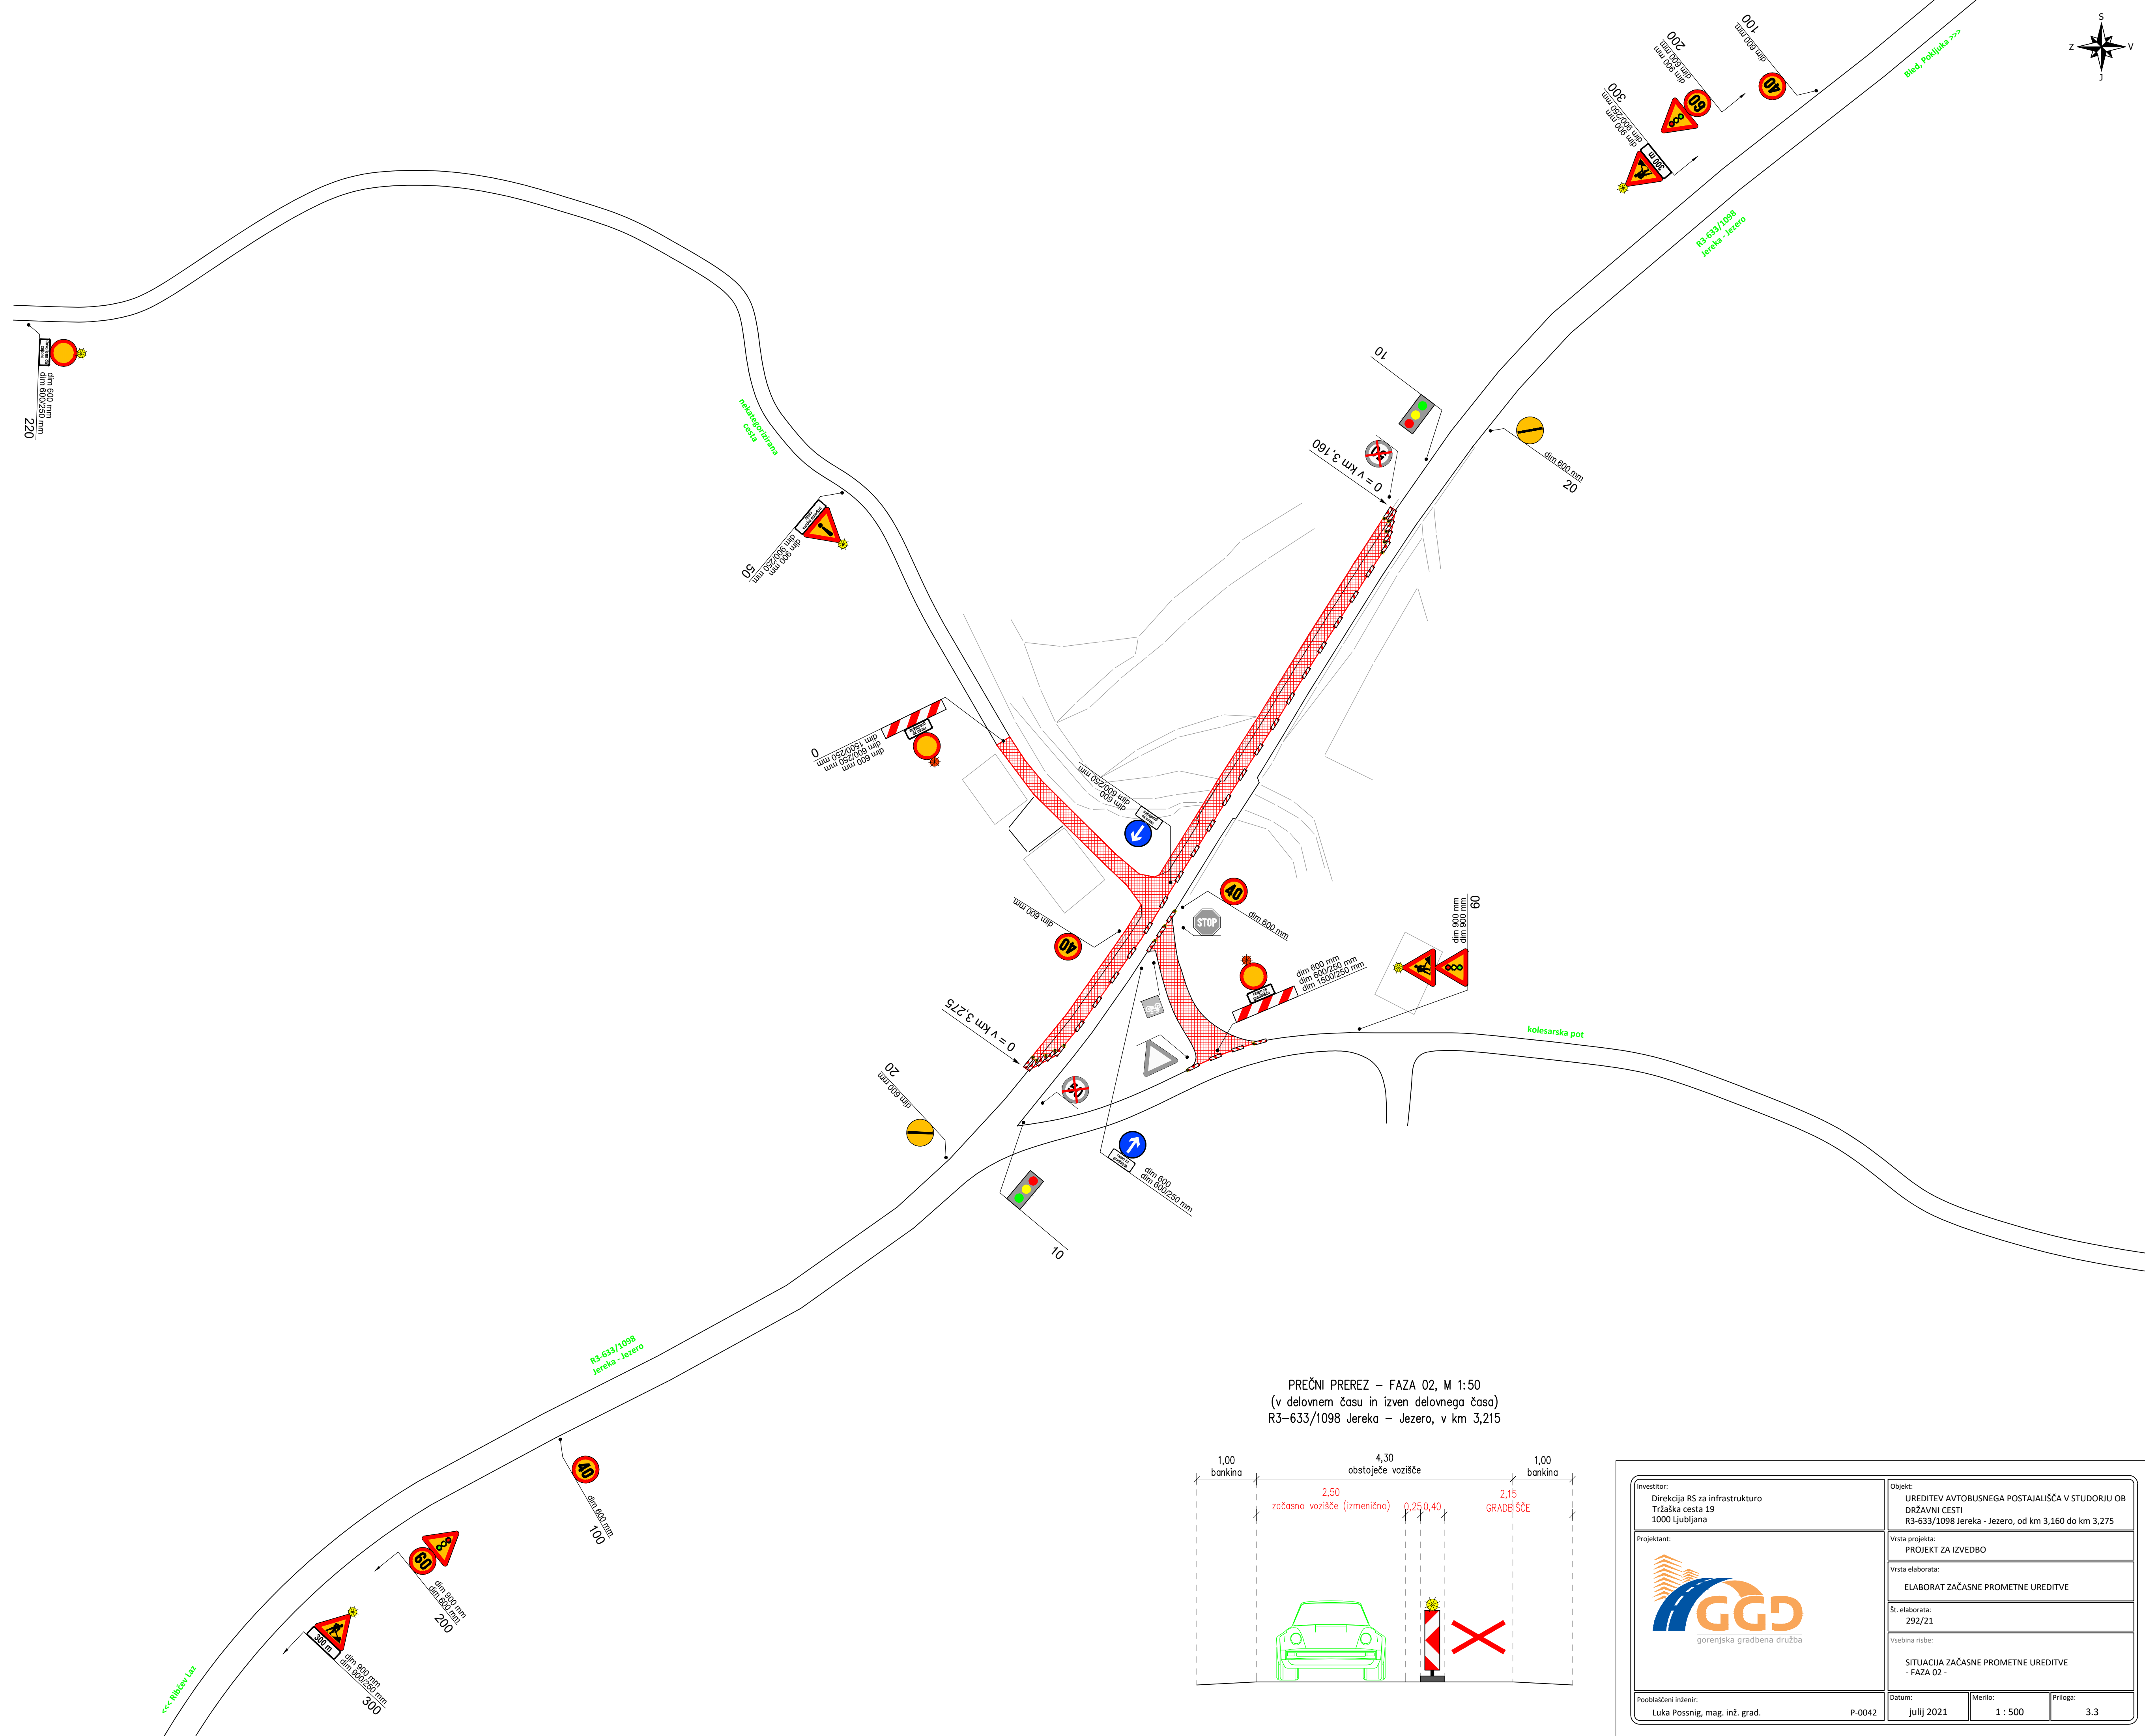 S
Z
V
J
Bled, Pokljuka >>>
100
dim 600 mm
40
200
dim 600 mm
dim 900 mm
60
300
dim 900/250 mm
dim 900 mm
300 m
R3-633/1098
Jereka - Jezero
dim 600 mm
dim 600/250 mm
220
nekategorizirana
cesta
50
dim 900/250 mm
dim 900 mm
10
50
0 = v km 3,160
dim 600 mm
20
0
dim 1500/250 mm
dim 600/250 mm
dim 600 mm
dim 600/250 mm
dim 600
dim 600 mm
40
40
dim 600 mm
STOP
dim 600 mm
dim 600/250 mm
dim 1500/250 mm
dim 900 mm
dim 900 mm
60
kolesarska pot
0 = v km 3,275
20
dim 600 mm
50
dim 600
dim 600/250 mm
10
R3-633/1098
Jereka - Jezero
40
dim 600 mm
100
60
dim 900 mm
dim 600 mm
200
300 m
dim 900 mm
dim 900/250 mm
300
<<< Ribčev Laz
PREČNI PREREZ – FAZA 02, M 1:50
(v delovnem času in izven delovnega časa)
R3–633/1098 Jereka – Jezero, v km 3,215
1,00
bankina
4,30
obstoječe vozišče
1,00
bankina
2,50
začasno vozišče (izmenično)
0,25 0,40
2,15
GRADBIŠČE
Investitor:
Direkcija RS za infrastrukturo
Tržaška cesta 19
1000 Ljubljana
Objekt:
UREDITEV AVTOBUSNEGA POSTAJALIŠČA V STUDORJU OB
DRŽAVNI CESTI
R3-633/1098 Jereka - Jezero, od km 3,160 do km 3,275
Projektant:
GGD
gorenjska gradbena družba
Vrsta projekta:
PROJEKT ZA IZVEDBO
Vrsta elaborata:
ELABORAT ZAČASNE PROMETNE UREDITVE
Št. elaborata:
292/21
Vsebina risbe:
SITUACIJA ZAČASNE PROMETNE UREDITVE
- FAZA 02 -
Pooblaščeni inženir:
Luka Possnig, mag. inž. grad.
P-0042
Datum:
julij 2021
Merilo:
1 : 500
Priloga:
3.3